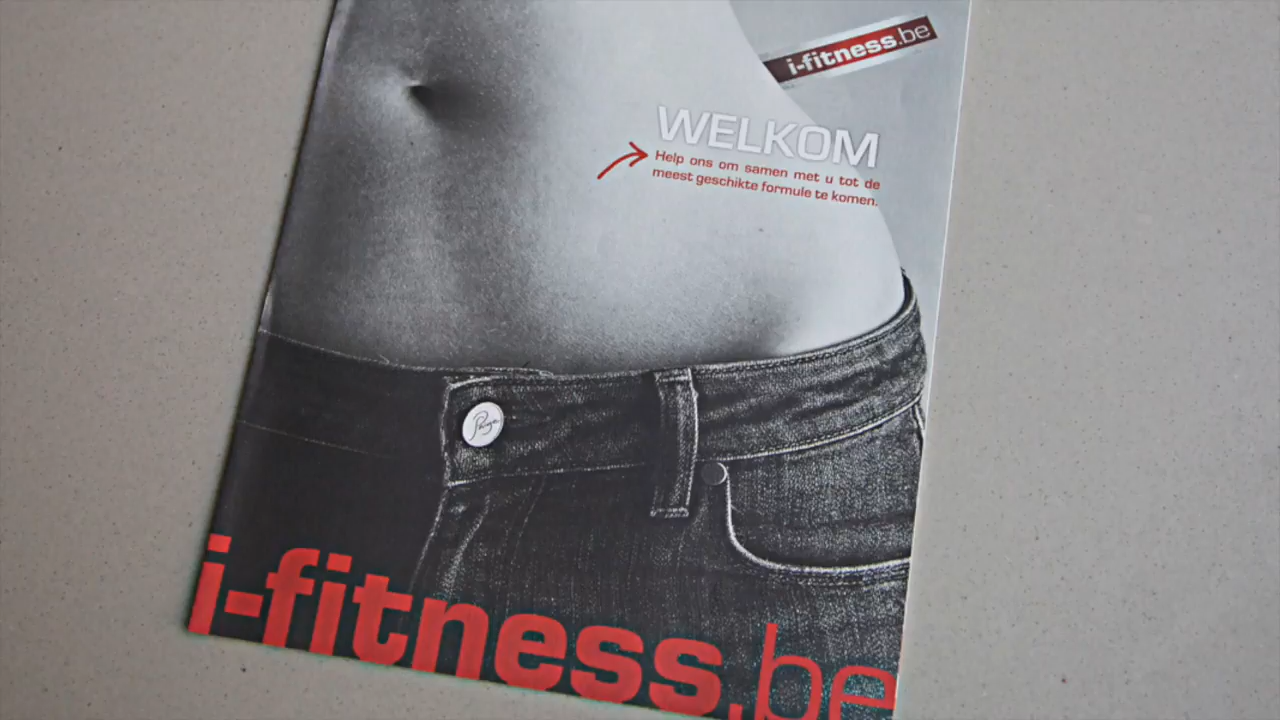 i-fitness.be
WELKOM
Help ons om samen met u tot de
meest geschikte formule te komen.
i-fitness.be